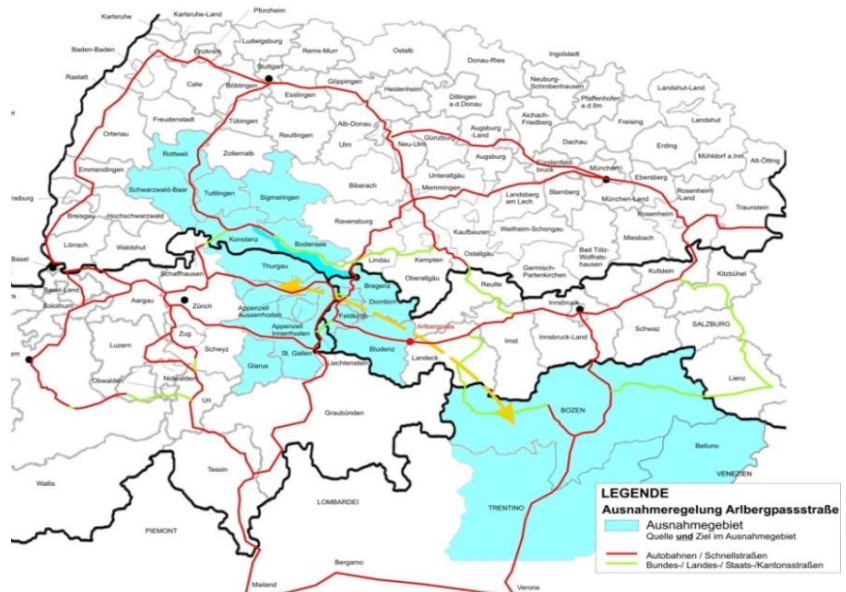 Karlsruhe
Karlsruhe-Land
Pforzheim
Baden-Baden
Enzkreis
Ludwigsburg
Rems-Murr
Ostalb
Donau-Ries
Ingolstadt
Rastatt
Calw
Böblingen
Stuttgart
Esslingen
Göppingen
Heidenheim
Dillingen
a.d.Donau
Neuburg-
Schrobenhausen
Pfaffenhofen
a.d.Ilm
Landshut-Land
Landshut
Freudenstadt
Tübingen
Reutlingen
Alb-Donau
Ulm
Neu-Ulm
Günzburg
Augsburg
-Land
Augsburg
Aichach-
Friedberg
Dachau
Freising
Erding
Mühldorf a.Inn
Alt-Ötting
Ortenau
Rottweil
Zollernalb
Emmendingen
Schwarzwald-Baar
Tuttlingen
Sigmaringen
Biberach
Unterallgäu
Memmingen
Landsberg
am Lech
Fürstenfeld
bruck
Starnberg
München
München-Land
Ebersberg
Rosenheim
-Land
Rosenheim
Traunstein
Breisgau
Hochschwarzwald
Lörrach
Waldshut
Konstanz
Bodensee
Ravensburg
Lindau
Kempten
Oberallgäu
Kaufbeuren
Ostallgäu
Weilheim-Schongau
Garmisch-
Partenkirchen
Bad Tölz-
Wolfrats-
hausen
Miesbach
Basel
Basel-Land
Solothurn
Aargau
Schaffhausen
Zürich
Thurgau
Appenzell
Ausserrhoden
Appenzell
Innerrhoden
St. Gallen
Glarus
Bregenz
Dornbirn
Feldkirch
Bludenz
Arlbergpass
Landeck
Reutte
Imst
Innsbruck
Innsbruck-Land
Schwaz
Kufstein
Kitzbühel
SALZBURG
Lienz
Luzern
Zug
Schwyz
Obwalden
Nidwalden
Uri
Liechtenstein
Graubünden
Wallis
Tessin
PIEMONT
LOMBARDEI
Bergamo
Mailand
Verona
BOZEN
TRENTINO
Belluno
VENEZIEN
LEGENDE
Ausnahmeregelung Arlbergpassstraße
Ausnahmegebiet
Quelle und Ziel im Ausnahmegebiet
Autobahnen / Schnellstraßen
Bundes-/ Landes-/ Staats-/Kantonsstraßen